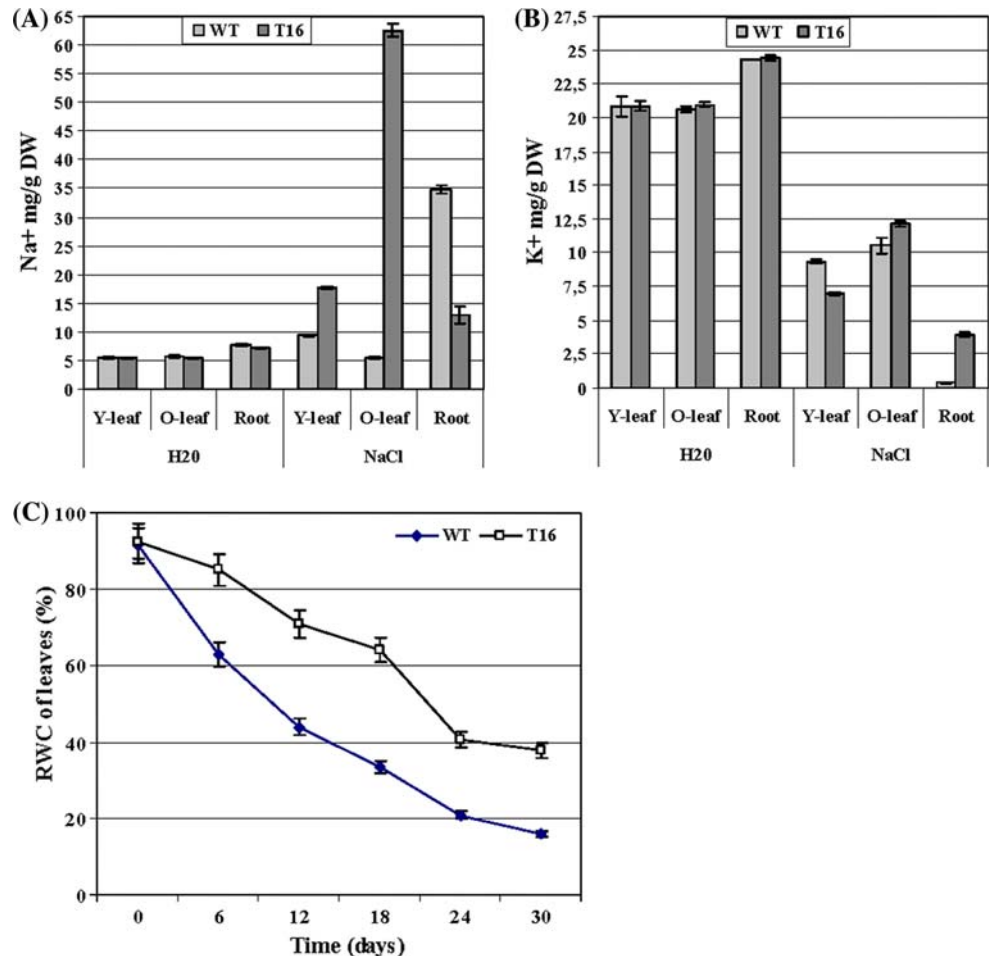 (A)
WT T16
Na+ mg/g DW
65
60
55
50
45
40
35
30
25
20
15
10
5
0
Y-leaf O-leaf Root Y-leaf O-leaf Root
H20 NaCl
(B)
WT T16
K+ mg/g DW
27,5
25
22,5
20
17,5
15
12,5
10
7,5
5
2,5
0
Y-leaf O-leaf Root Y-leaf O-leaf Root
H20 NaCl
(C)
WT T16
RWC of leaves (%)
100
80
60
40
20
0
0 6 12 18 24 30
Time (days)